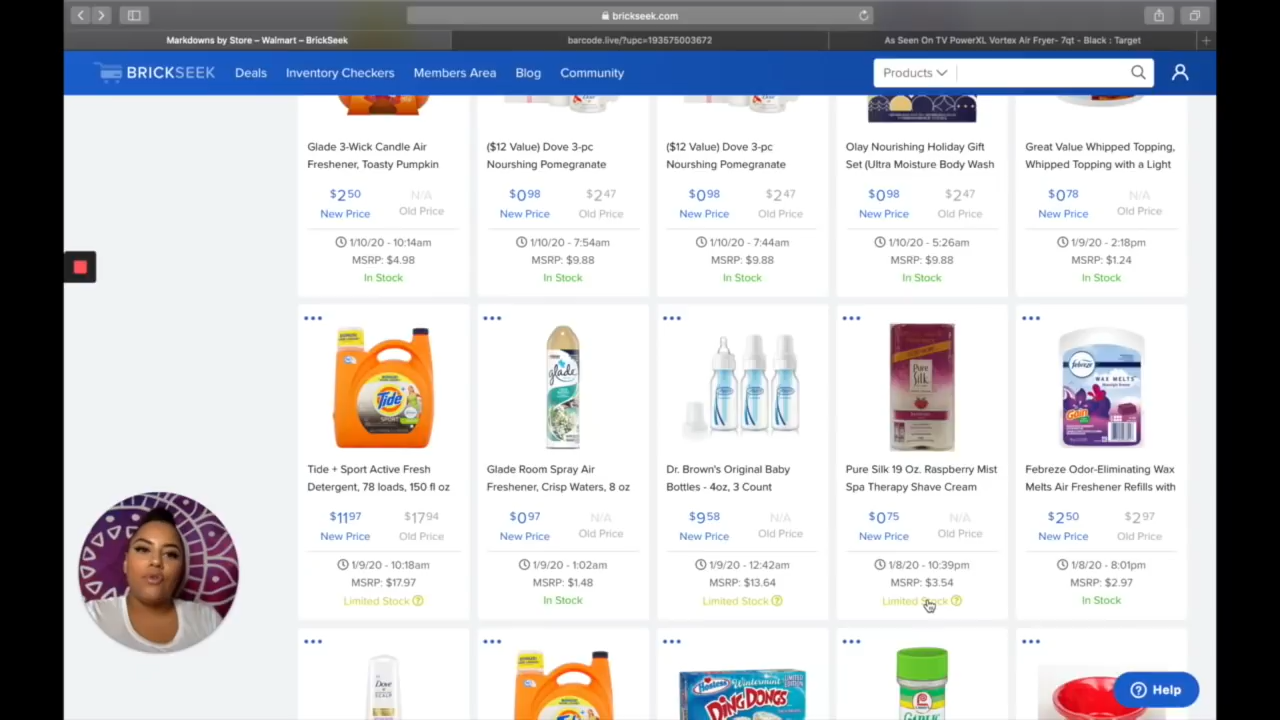 brickseek.com
Markdowns by Store – Walmart – BrickSeek
barcode.live/?upc=193575003672
As Seen On TV PowerXL Vortex Air Fryer- 7qt - Black : Target
BRICKSEEK
Deals
Inventory Checkers
Members Area
Blog
Community
Products
Glade 3-Wick Candle Air
Freshener, Toasty Pumpkin
$2.50
N/A
New Price
Old Price
1/10/20 - 10:14am
MSRP: $4.98
In Stock
($12 Value) Dove 3-pc
Nourshing Pomegranate
$0.98
$2.47
New Price
Old Price
1/10/20 - 7:54am
MSRP: $9.88
In Stock
($12 Value) Dove 3-pc
Nourshing Pomegranate
$0.98
$2.47
New Price
Old Price
1/10/20 - 7:44am
MSRP: $9.88
In Stock
Olay Nourishing Holiday Gift
Set (Ultra Moisture Body Wash
$0.98
$2.47
New Price
Old Price
1/10/20 - 5:26am
MSRP: $9.88
In Stock
Great Value Whipped Topping,
Whipped Topping with a Light
$0.78
N/A
New Price
Old Price
1/9/20 - 2:18pm
MSRP: $1.24
In Stock
Tide
Tide + Sport Active Fresh
Detergent, 78 loads, 150 fl oz
$11.97
$17.94
New Price
Old Price
1/9/20 - 10:18am
MSRP: $17.97
Limited Stock
glade
Glade Room Spray Air
Freshener, Crisp Waters, 8 oz
$0.97
N/A
New Price
Old Price
1/9/20 - 1:02am
MSRP: $1.48
In Stock
Dr. Brown's Original Baby
Bottles - 4oz, 3 Count
$9.58
N/A
New Price
Old Price
1/9/20 - 12:42am
MSRP: $13.64
Limited Stock
Pure
Silk
Pure Silk 19 Oz. Raspberry Mist
Spa Therapy Shave Cream
$0.75
N/A
New Price
Old Price
1/8/20 - 10:39pm
MSRP: $3.54
Limited Stock
febreze
WAX MELTS
Gain
Febreze Odor-Eliminating Wax
Melts Air Freshener Refills with
$2.50
$2.97
New Price
Old Price
1/8/20 - 8:01pm
MSRP: $2.97
In Stock
Dove
Hostess
Wintermint
DING DONGS
LAWRY'S
GARLIC
Help